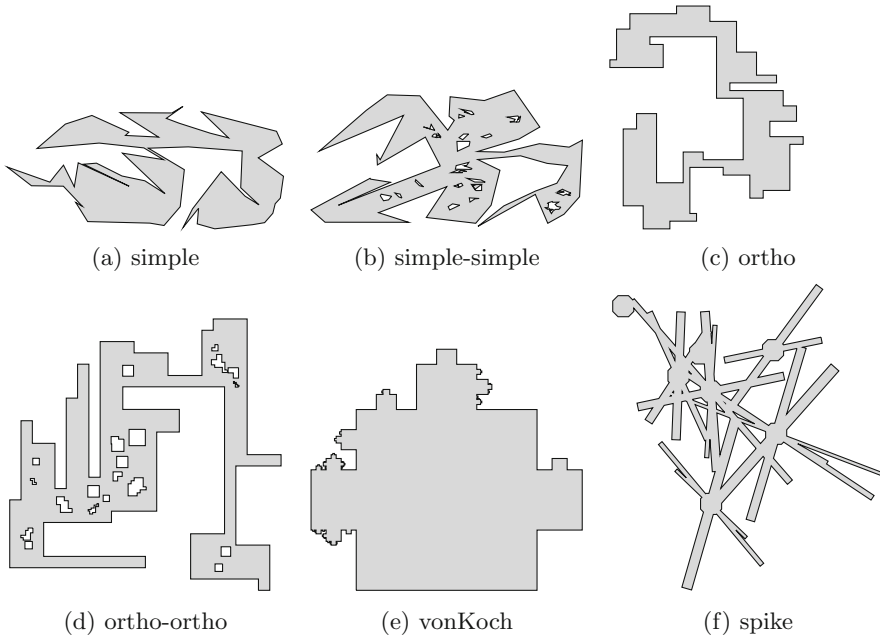 (a) simple
(b) simple-simple
(c) ortho
(d) ortho-ortho
(e) vonKoch
(f) spike